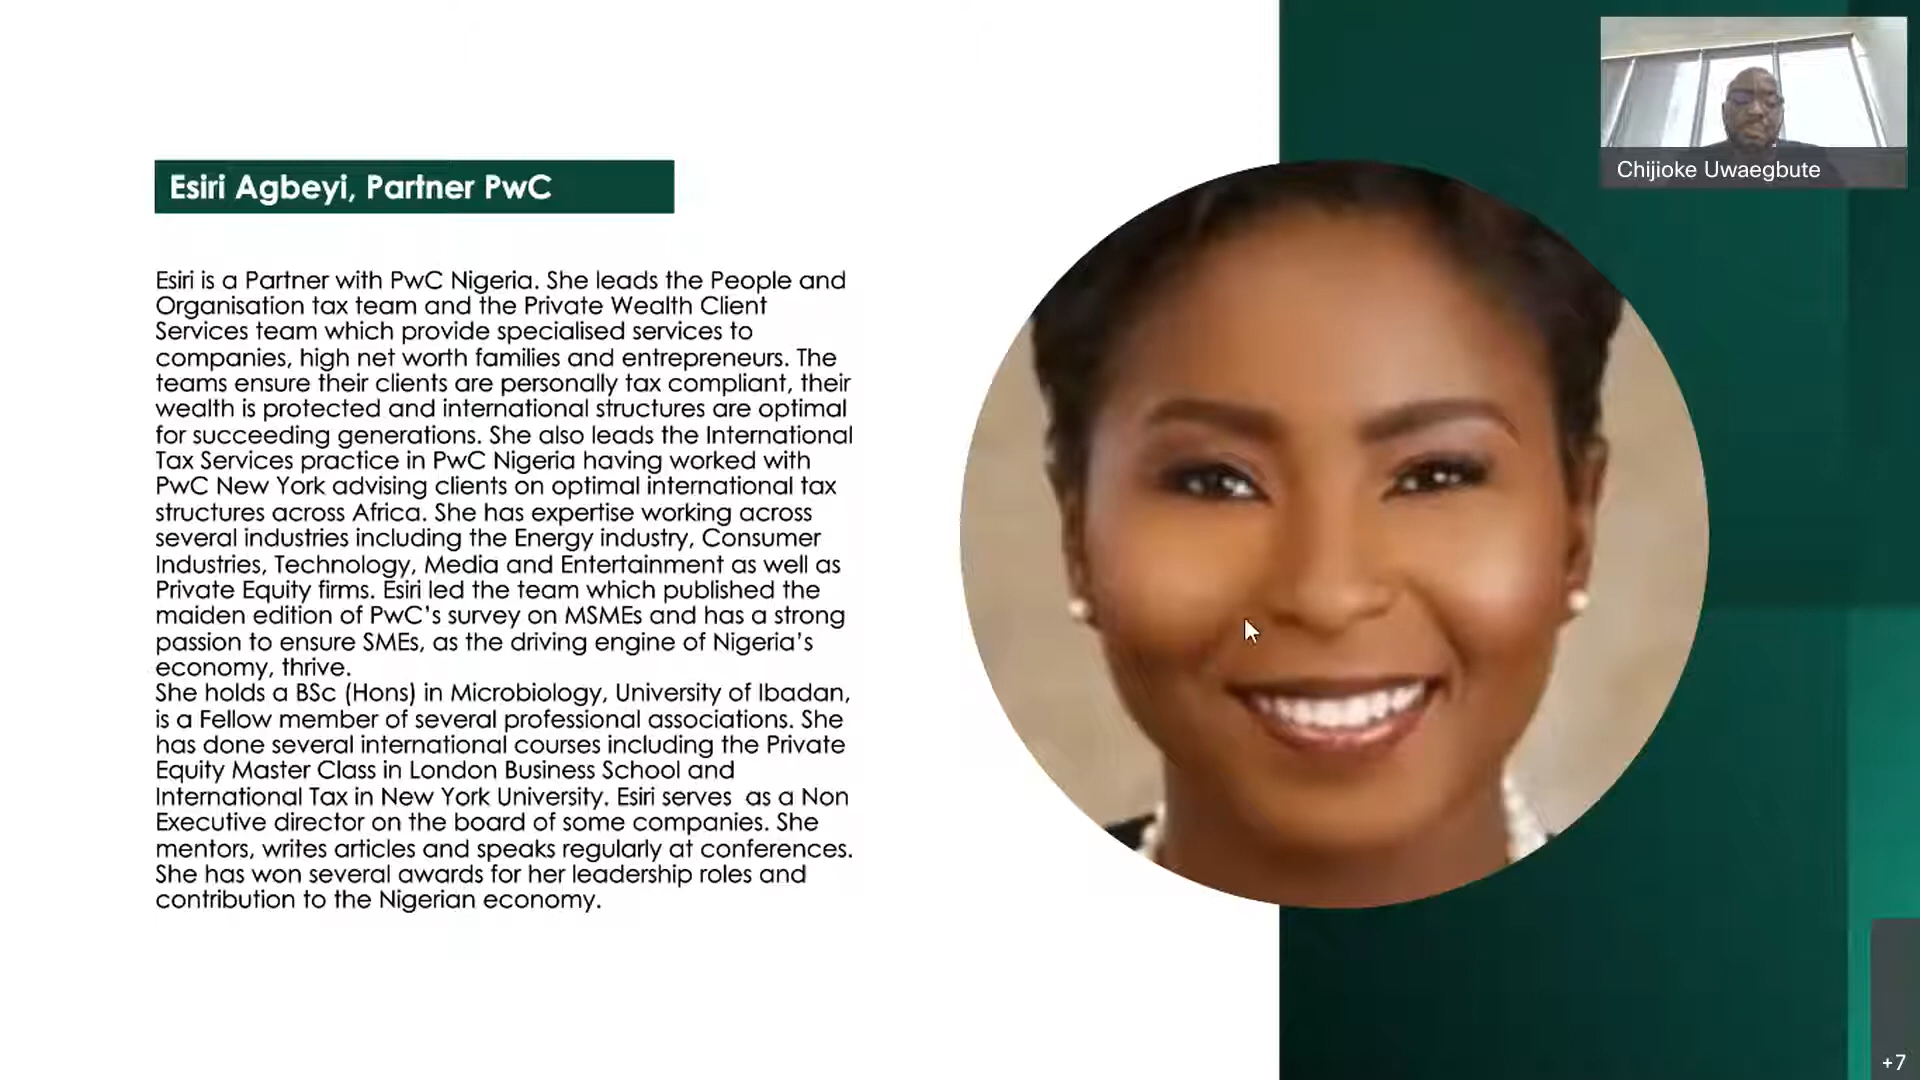 Esiri Agbeyi, Partner PwC
Esiri is a Partner with PwC Nigeria. She leads the People and
Organisation tax team and the Private Wealth Client
Services team which provide specialised services to
companies, high net worth families and entrepreneurs. The
teams ensure their clients are personally tax compliant, their
wealth is protected and international structures are optimal
for succeeding generations. She also leads the International
Tax Services practice in PwC Nigeria having worked with
PwC New York advising clients on optimal international tax
structures across Africa. She has expertise working across
several industries including the Energy industry, Consumer
Industries, Technology, Media and Entertainment as well as
Private Equity firms. Esiri led the team which published the
maiden edition of PwC's survey on MSMEs and has a strong
passion to ensure SMEs, as the driving engine of Nigeria's
economy, thrive.
She holds a BSc (Hons) in Microbiology, University of Ibadan,
is a Fellow member of several professional associations. She
has done several international courses including the Private
Equity Master Class in London Business School and
International Tax in New York University. Esiri serves  as a Non
Executive director on the board of some companies. She
mentors, writes articles and speaks regularly at conferences.
She has won several awards for her leadership roles and
contribution to the Nigerian economy.
Chijioke Uwaegbute
+7